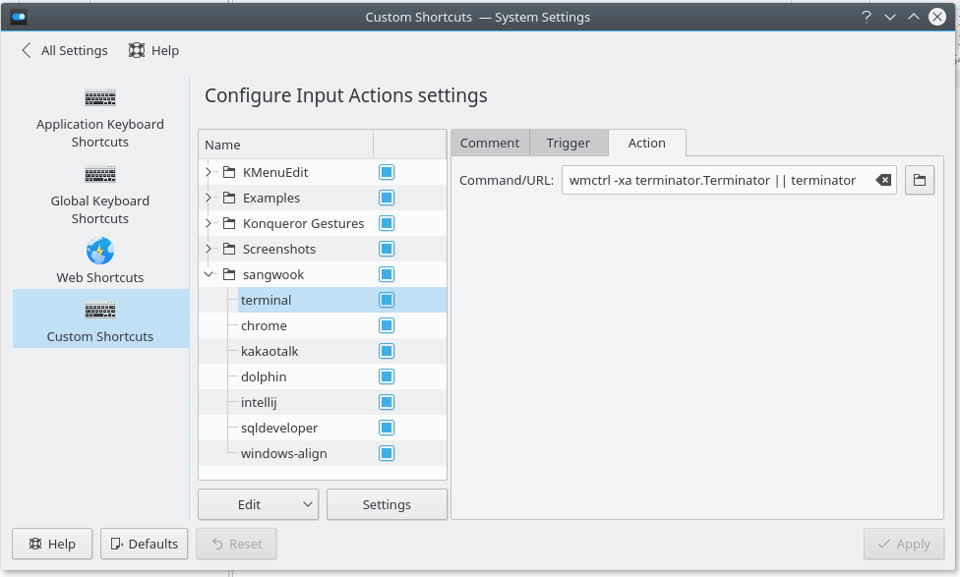 Custom Shortcuts — System Settings
All Settings
Help
Application Keyboard
Shortcuts
Global Keyboard
Shortcuts
Web Shortcuts
Custom Shortcuts
Configure Input Actions settings
Name
KMenuEdit
Examples
Konqueror Gestures
Screenshots
sangwook
terminal
chrome
kakaotalk
dolphin
intellij
sqldeveloper
windows-align
Edit
Settings
Comment
Trigger
Action
Command/URL:
wmctrl -xa terminator.Terminator || terminator
Help
Defaults
Reset
Apply